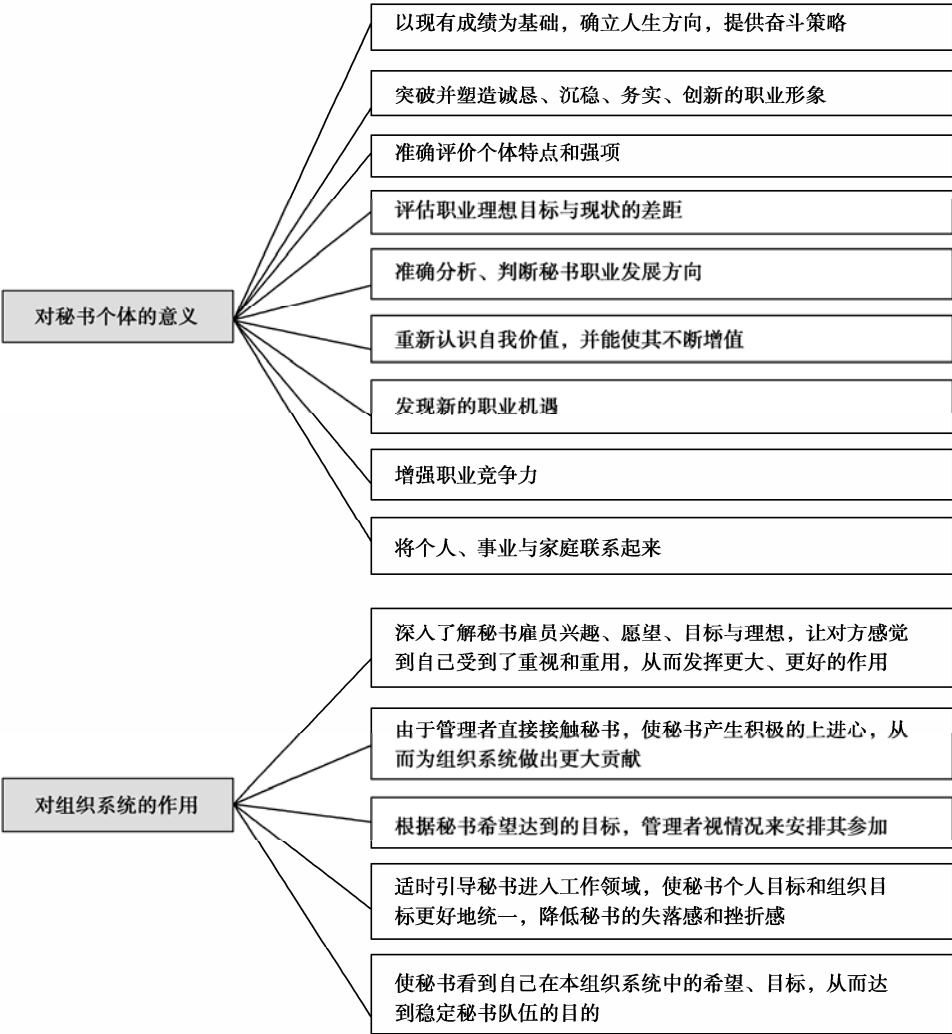 以现有成绩为基础，确立人生方向，提供奋斗策略
突破并塑造诚恳、沉稳、务实、创新的职业形象
准确评价个体特点和强项
评估职业理想目标与现状的差距
准确分析、判断秘书职业发展方向
对秘书个体的意义
重新认识自我价值，并能使其不断增值
发现新的职业机遇
增强职业竞争力
将个人、事业与家庭联系起来
深入了解秘书雇员兴趣、愿望、目标与理想，让对方感觉
到自己受到了重视和重用，从而发挥更大、更好的作用
由于管理者直接接触秘书，使秘书产生积极的上进心，从
而为组织系统做出更大贡献
对组织系统的作用
根据秘书希望达到的目标，管理者视情况来安排其参加
适时引导秘书进入工作领域，使秘书个人目标和组织目
标更好地统一，降低秘书的失落感和挫折感
使秘书看到自己在本组织系统中的希望、目标，从而达
到稳定秘书队伍的目的